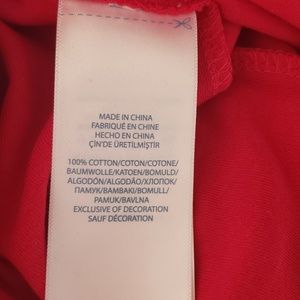 MADE IN CHINA
FABRIQUÉ EN CHINE
HECHO EN CHINA
ÇİN'DE ÜRETİLMİŞTİR
100% COTTON/COTON/COTONE/
BAUMWOLLE/KATOEN/BOMULD/
ALGODÓN/ALGODÃO/ХЛОПОК/
ПАМУК/BAMBAKI/BOMULL/
PAMUK/BAVLNA
EXCLUSIVE OF DECORATION
SAUF DÉCORATION